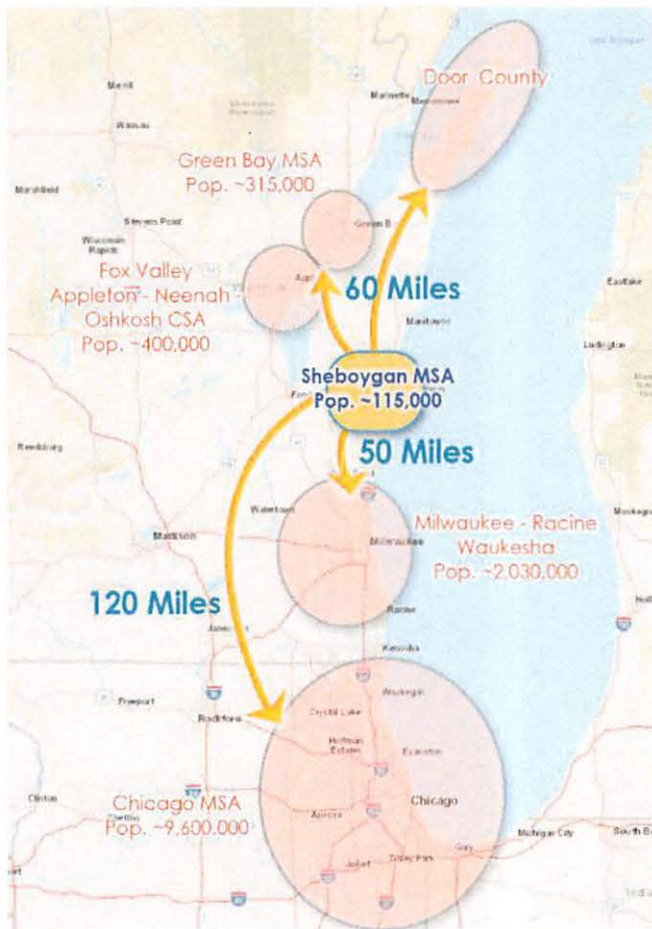 Door County
Merrill
Wausau
Marinette
Menominee
Green Bay MSA
Pop. ~315,000
Marshfield
Stevens Point
Wisconsin
Rapids
Green B
Fox Valley
Appleton - Neenah -
Oshkosh CSA
Pop. ~400,000
60 Miles
Manitowoc
Eastlake
Ludington
Sheboygan MSA
Pop. ~115,000
Reedsburg
50 Miles
Watertown
Madison
Milwaukee
Milwaukee - Racine
Waukesha
Pop. ~2,030,000
Muskegon
120 Miles
Racine
Kenosha
Freeport
Rockford
Waukegan
Crystal Lake
Hoffman
Estates
Evanston
Clinton
Chicago MSA
Pop. ~9,600,000
Aurora
Chicago
Michigan City
South B
Joliet
Tinley Park
Gary